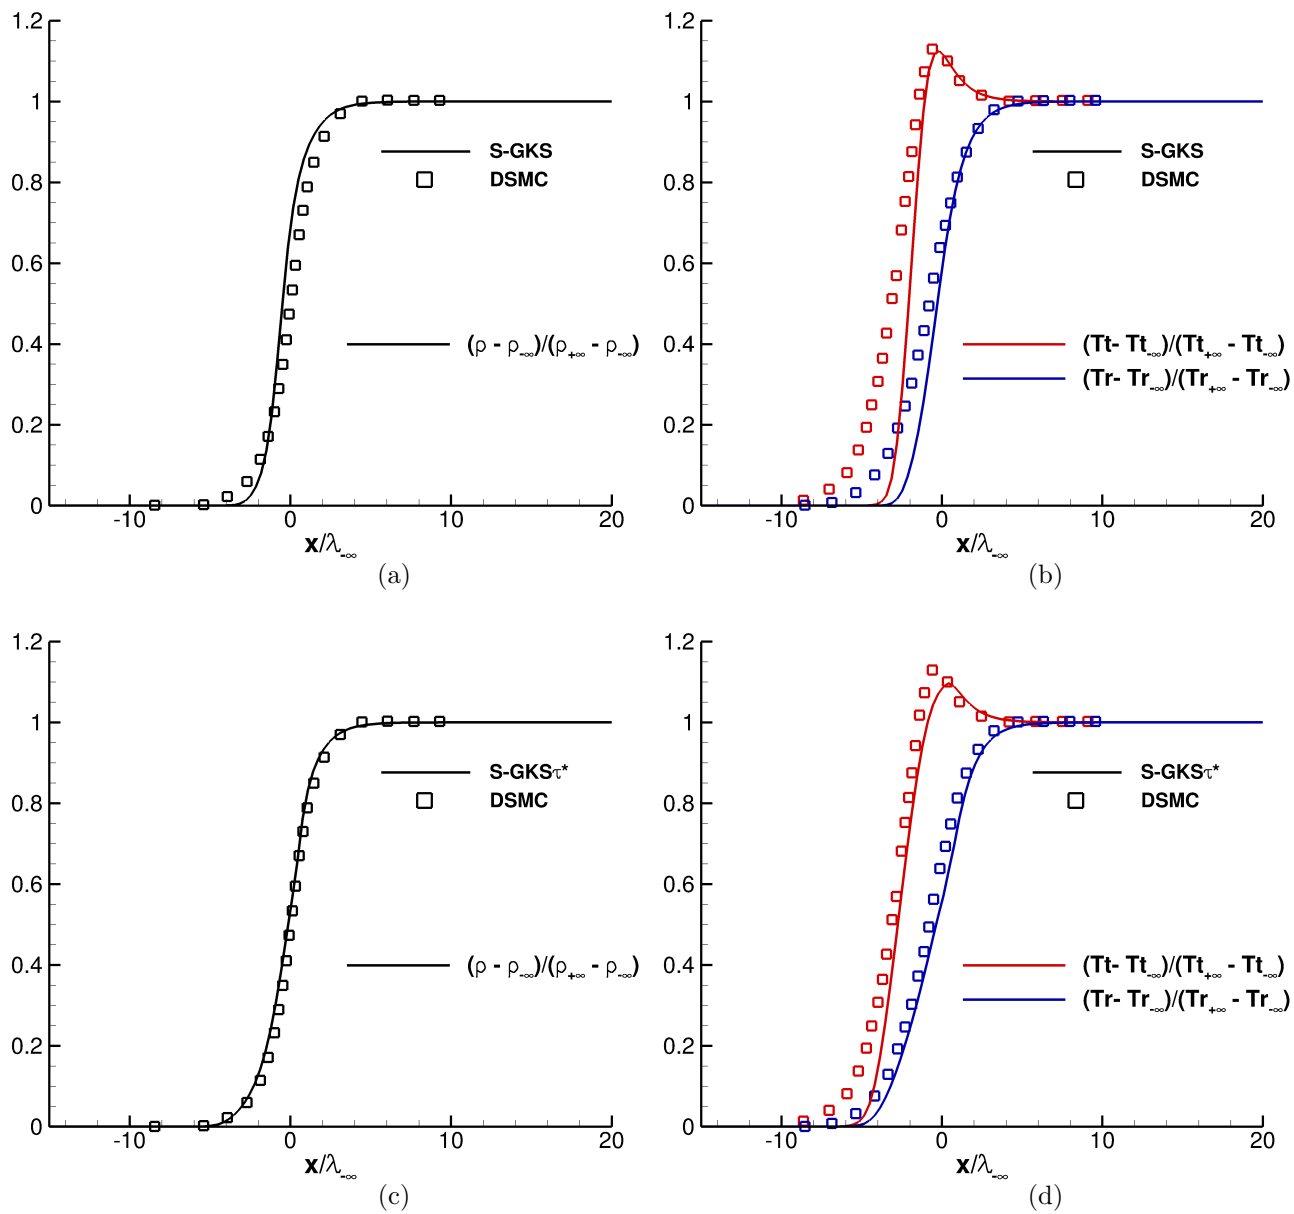 1.2
1
0.8
0.6
0.4
0.2
0
-10 0 10 20
x/λ-∞
S-GKS
DSMC
(ρ - ρ-∞)/(ρ+∞ - ρ-∞)
(a)
1.2
1
0.8
0.6
0.4
0.2
0
-10 0 10 20
x/λ-∞
S-GKS
DSMC
(Tt- Tt-∞)/(Tt+∞ - Tt-∞)
(Tr- Tr-∞)/(Tr+∞ - Tr-∞)
(b)
1.2
1
0.8
0.6
0.4
0.2
0
-10 0 10 20
x/λ-∞
S-GKSτ*
DSMC
(ρ - ρ-∞)/(ρ+∞ - ρ-∞)
(c)
1.2
1
0.8
0.6
0.4
0.2
0
-10 0 10 20
x/λ-∞
S-GKSτ*
DSMC
(Tt- Tt-∞)/(Tt+∞ - Tt-∞)
(Tr- Tr-∞)/(Tr+∞ - Tr-∞)
(d)